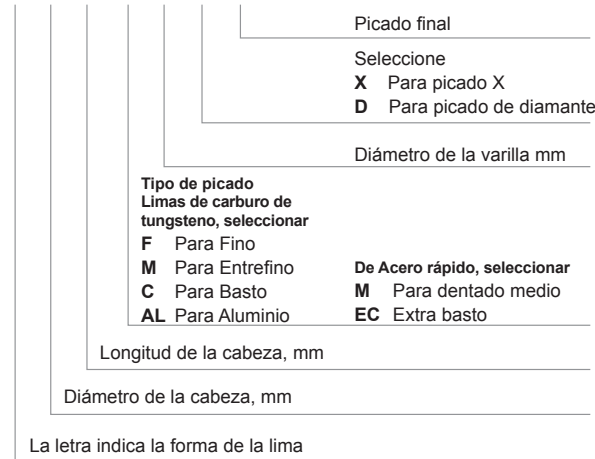 Picado final
Seleccione
X Para picado X
D Para picado de diamante
Diámetro de la varilla mm
Tipo de picado
Limas de carburo de
tungsteno, seleccionar
F Para Fino
M Para Entrefino
C Para Basto
AL Para Aluminio
De Acero rápido, seleccionar
M Para dentado medio
EC Extra basto
Longitud de la cabeza, mm
Diámetro de la cabeza, mm
La letra indica la forma de la lima